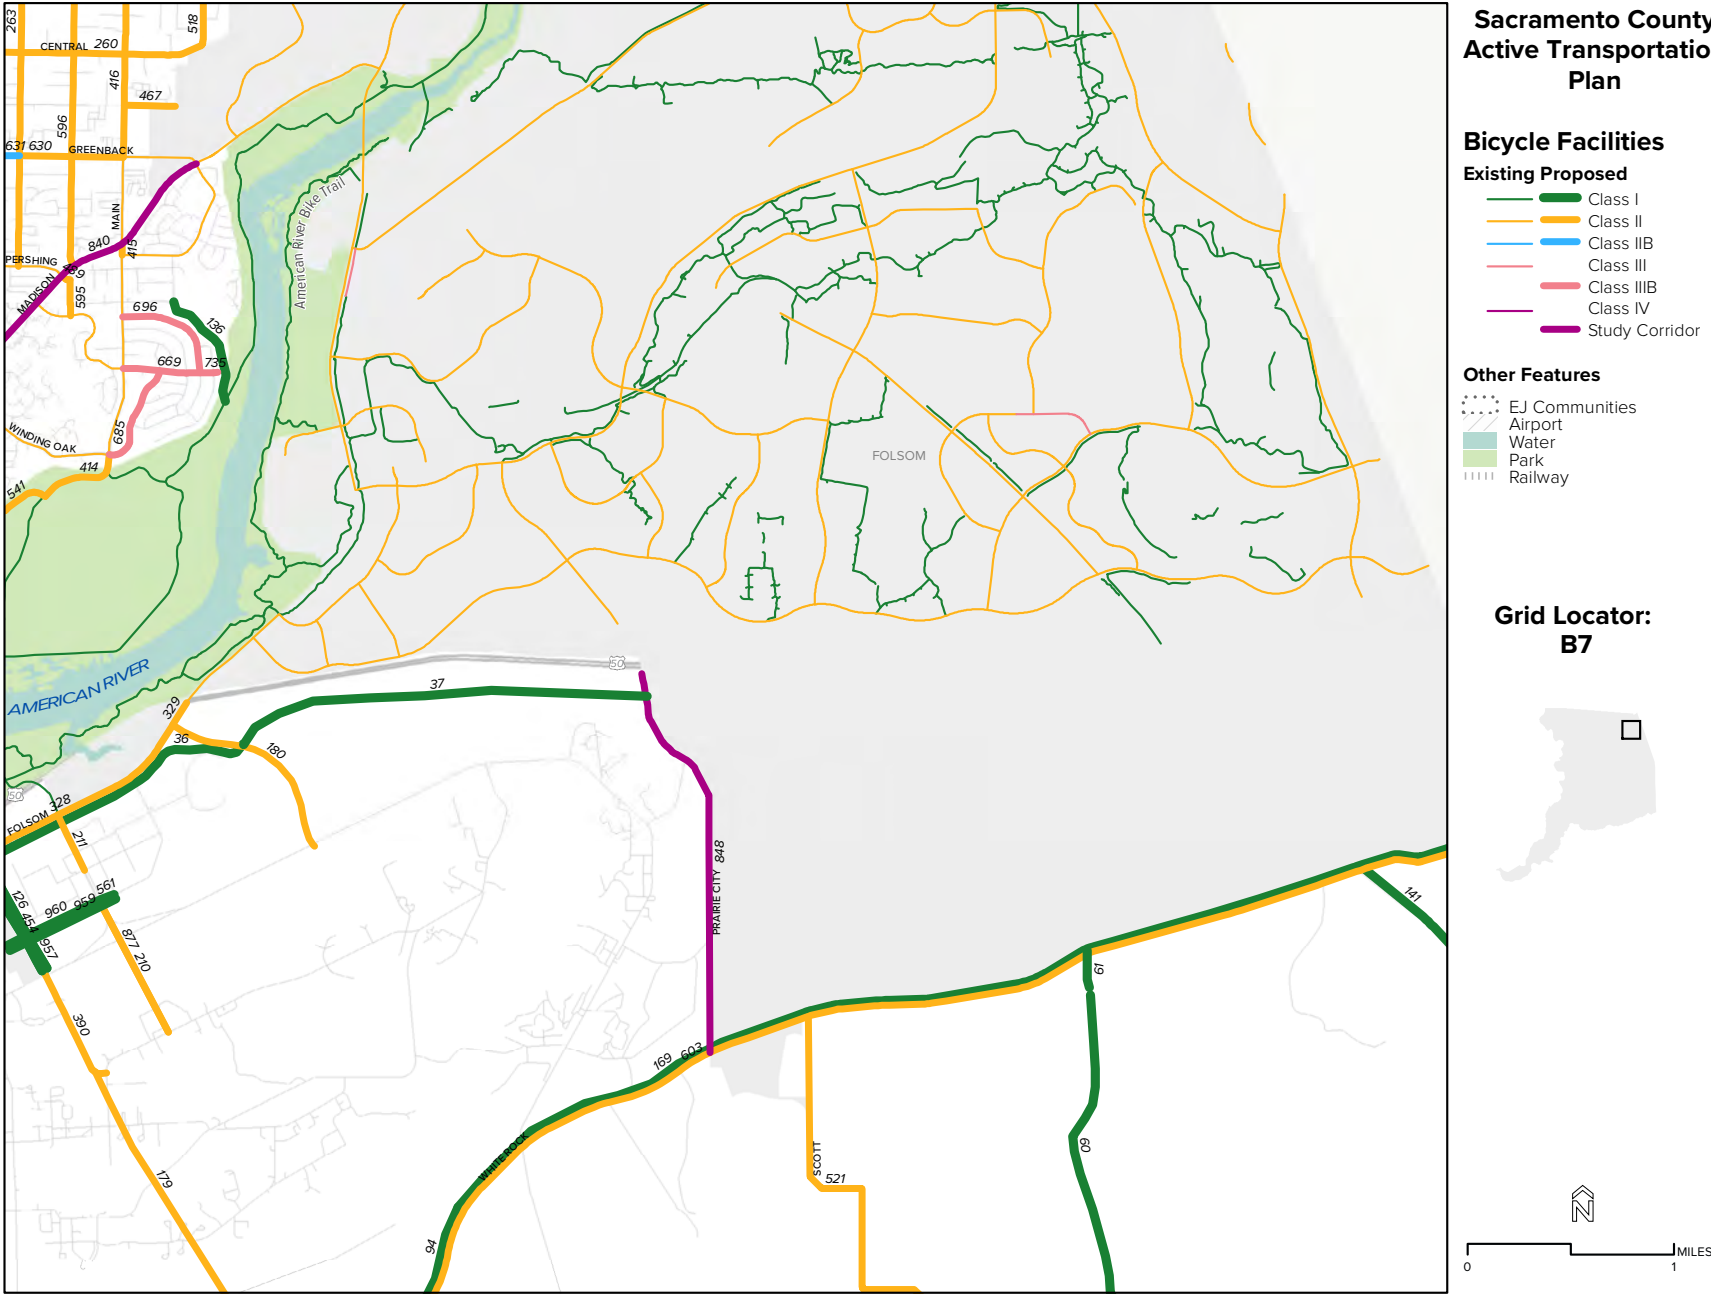 Sacramento County
Active Transportatio
Plan
Bicycle Facilities
Existing Proposed
Class I
Class II
Class IIB
Class III
Class IIIB
Class IV
Study Corridor
Other Features
EJ Communities
Airport
Water
Park
Railway
Grid Locator:
B7
N
MILES
0 1
263
518
CENTRAL 260
416
467
596
631 630 GREENBACK
MAIN
840
415
PERSHING
MADISON
595
American River Bike Trail
696
136
669
735
685
WINDING OAK
414
541
FOLSOM
AMERICAN RIVER
50
37
329
36
180
50
FOLSOM 328
211
848
PRAIRIE CITY
561
960 959
126 454
957
877 210
141
61
390
169 603
60
SCOTT
521
WHITE ROCK
179
94